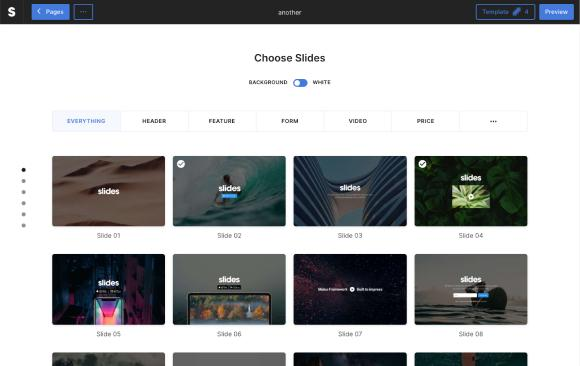 S
Pages
...
another
Template 4
Preview
Choose Slides
BACKGROUND WHITE
EVERYTHING HEADER FEATURE FORM VIDEO PRICE ...
slides
slides
slides
slides
Slide 01 Slide 02 Slide 03 Slide 04
slides
slides
Make Framework Built to Impress
slides
Slide 05 Slide 06 Slide 07 Slide 08